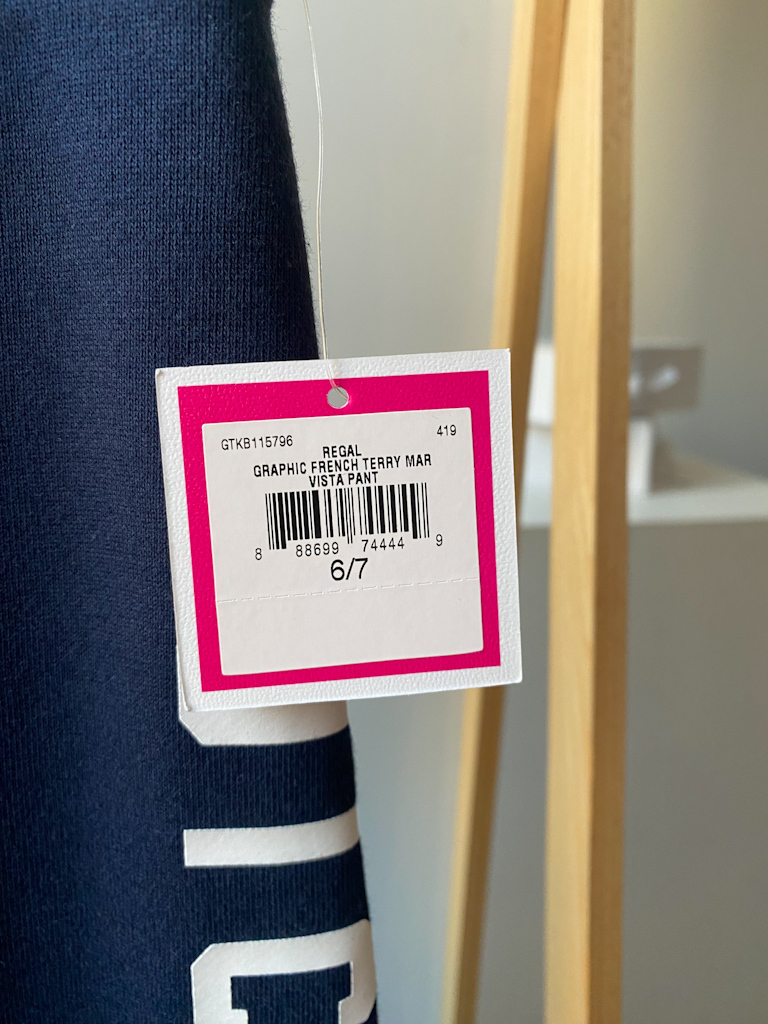 GTKB115796 419
REGAL
GRAPHIC FRENCH TERRY MAR
VISTA PANT
8 88699 74444 9
6/7